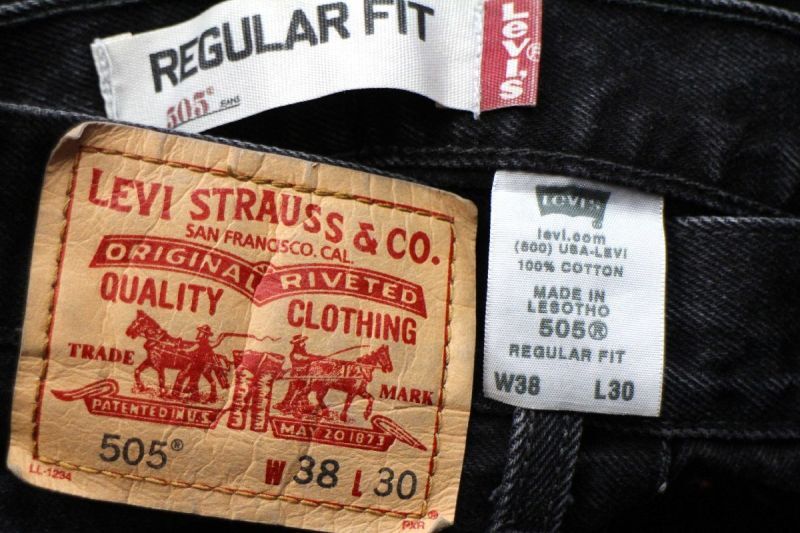 REGULAR FIT
505® JEANS
Levi's®
LEVI STRAUSS & CO.
SAN FRANCISCO. CAL.
ORIGINAL RIVETED
QUALITY CLOTHING
TRADE MARK
PATENTED IN U.S. MAY 20 1873
505® W 38 L 30
LL-1234 PXR®
Levi's
levi.com
(800) USA-LEVI
100% COTTON
MADE IN
LESOTHO
505®
REGULAR FIT
W38 L30